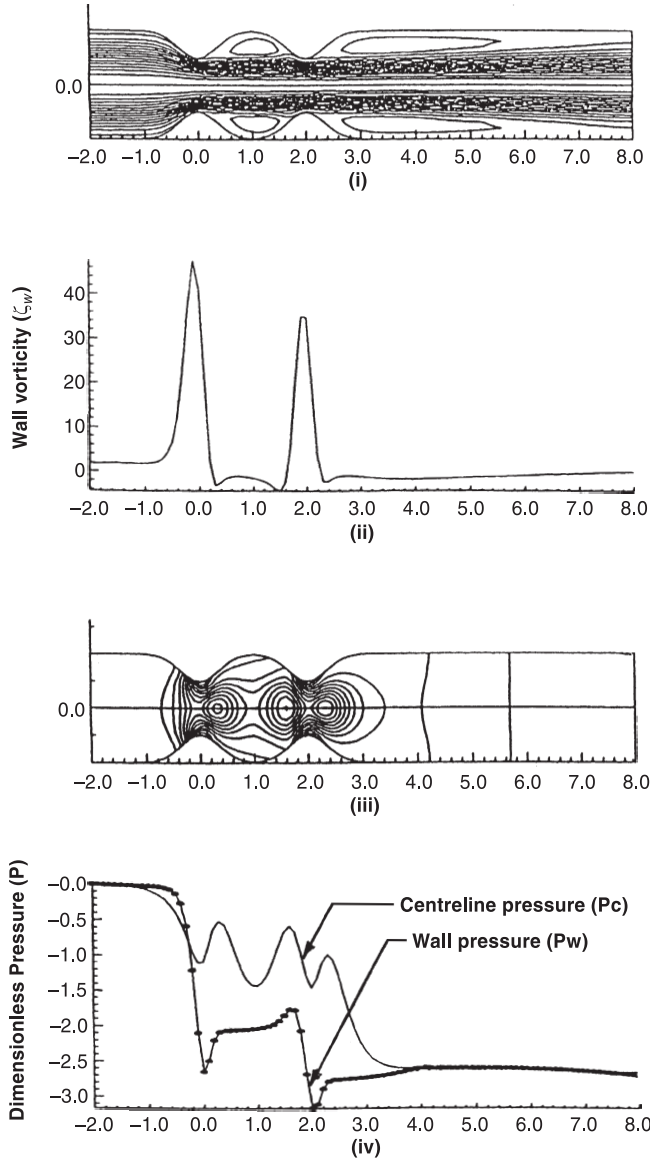 0.0
−2.0 −1.0 0.0 1.0 2.0 3.0 4.0 5.0 6.0 7.0 8.0
(i)
Wall vorticity (ζw)
40
30
20
10
0
−2.0 −1.0 0.0 1.0 2.0 3.0 4.0 5.0 6.0 7.0 8.0
(ii)
0.0
−2.0 −1.0 0.0 1.0 2.0 3.0 4.0 5.0 6.0 7.0 8.0
(iii)
Dimensionless Pressure (P)
−0.0
−0.5
−1.0
−1.5
−2.0
−2.5
−3.0
Centreline pressure (Pc)
Wall pressure (Pw)
−2.0 −1.0 0.0 1.0 2.0 3.0 4.0 5.0 6.0 7.0 8.0
(iv)